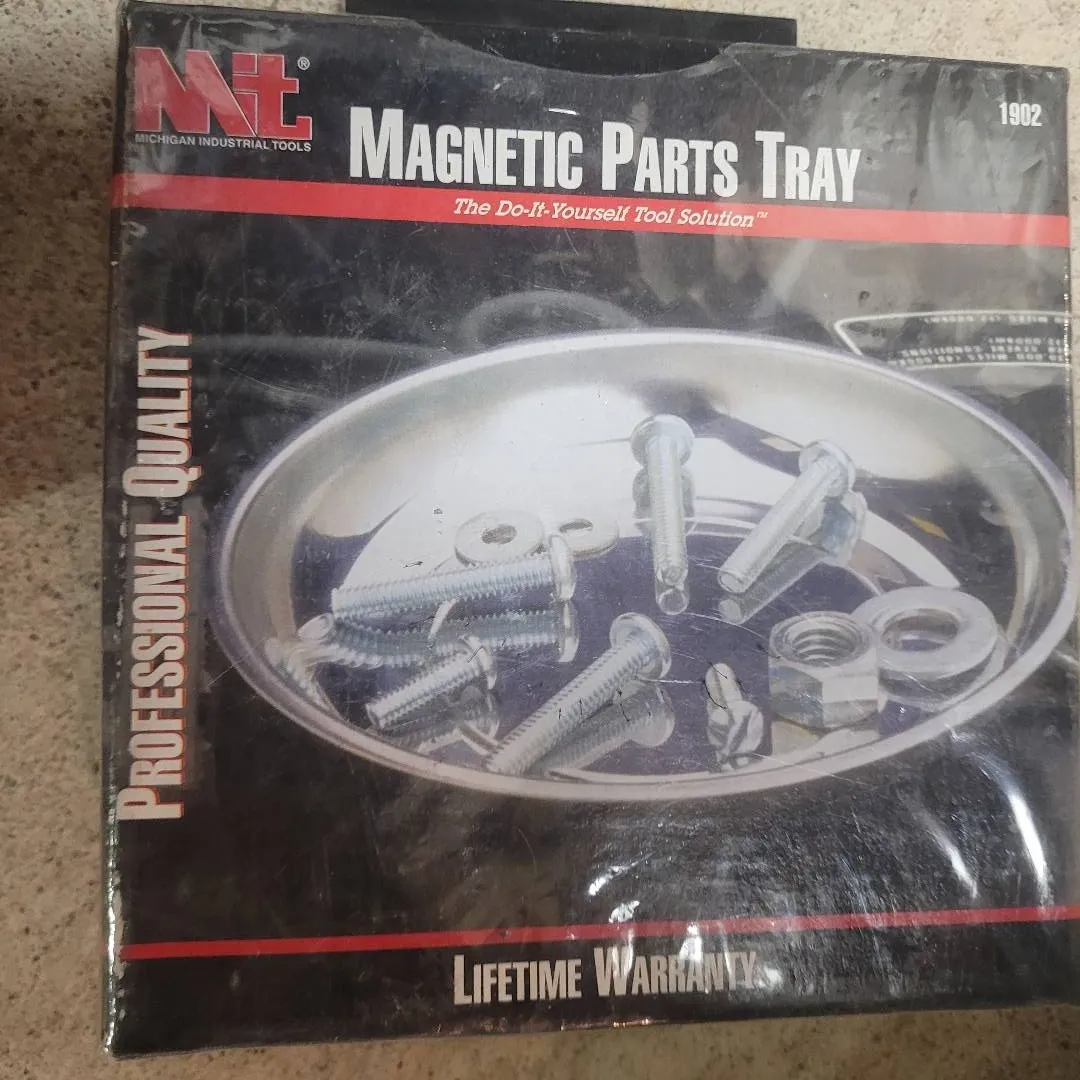 Mit®
MICHIGAN INDUSTRIAL TOOLS
1902
MAGNETIC PARTS TRAY
The Do-It-Yourself Tool Solution™
PROFESSIONAL QUALITY
LIFETIME WARRANTY